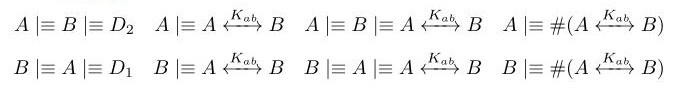 A |≡ B |≡ D₂ A |≡ A ←K_ab→ B A |≡ B |≡ A ←K_ab→ B A |≡ #(A ←K_ab→ B)
B |≡ A |≡ D₁ B |≡ A ←K_ab→ B B |≡ A |≡ A ←K_ab→ B B |≡ #(A ←K_ab→ B)